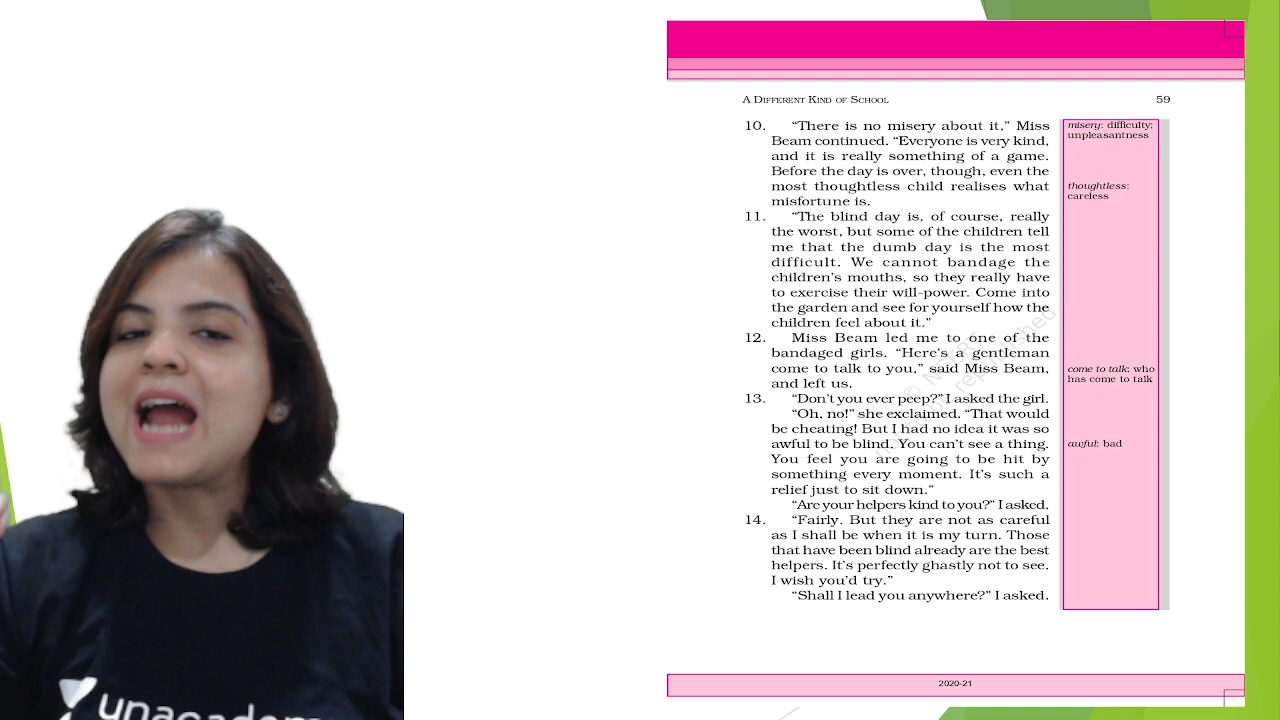 A DIFFERENT KIND OF SCHOOL 59
10. “There is no misery about it,” Miss
Beam continued. “Everyone is very kind,
and it is really something of a game.
Before the day is over, though, even the
most thoughtless child realises what
misfortune is.
11. “The blind day is, of course, really
the worst, but some of the children tell
me that the dumb day is the most
difficult. We cannot bandage the
children’s mouths, so they really have
to exercise their will-power. Come into
the garden and see for yourself how the
children feel about it.”
12. Miss Beam led me to one of the
bandaged girls. “Here’s a gentleman
come to talk to you,” said Miss Beam,
and left us.
13. “Don’t you ever peep?” I asked the girl.
“Oh, no!” she exclaimed. “That would
be cheating! But I had no idea it was so
awful to be blind. You can’t see a thing.
You feel you are going to be hit by
something every moment. It’s such a
relief just to sit down.”
“Are your helpers kind to you?” I asked.
14. “Fairly. But they are not as careful
as I shall be when it is my turn. Those
that have been blind already are the best
helpers. It’s perfectly ghastly not to see.
I wish you’d try.”
“Shall I lead you anywhere?” I asked.
misery: difficulty;
unpleasantness
thoughtless:
careless
come to talk: who
has come to talk
awful: bad
© NCERT
2020-21
unacademy